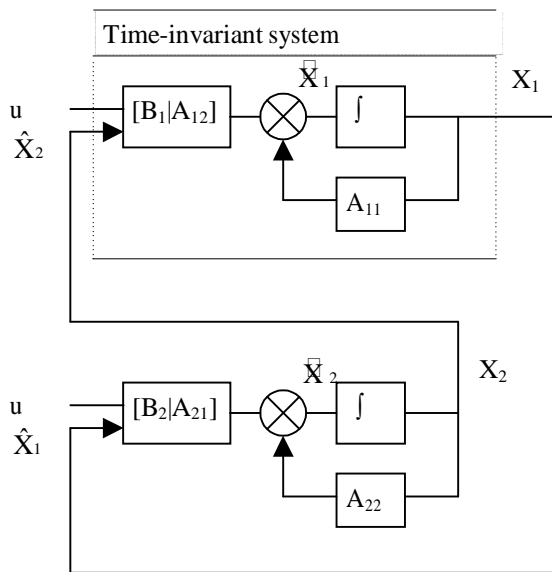 Time-invariant system
Ẋ₁
X₁
u
[B₁|A₁₂]
∫
X̂₂
A₁₁
Ẋ₂
X₂
u
[B₂|A₂₁]
∫
X̂₁
A₂₂